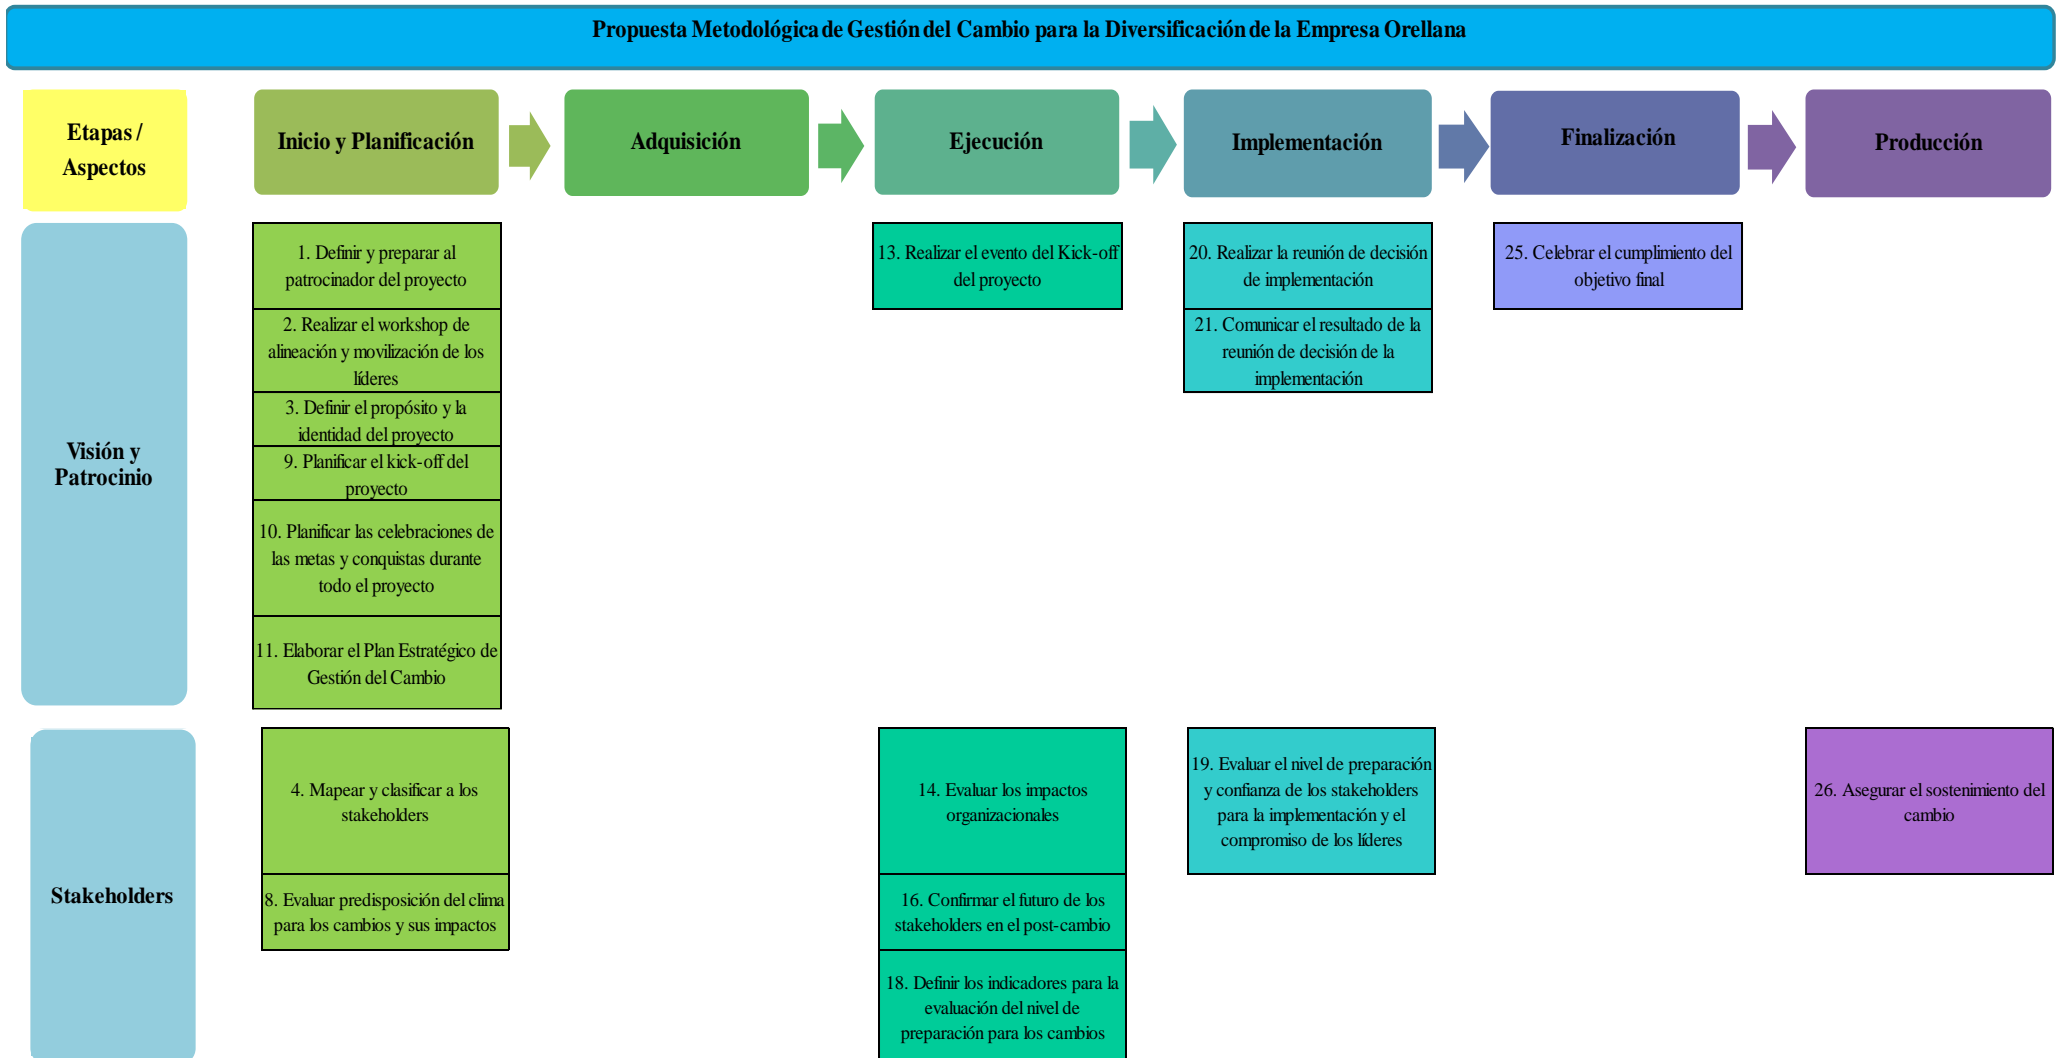 Propuesta Metodológica de Gestión del Cambio para la Diversificación de la Empresa Orellana
Etapas /
Aspectos
Inicio y Planificación
Adquisición
Ejecución
Implementación
Finalización
Producción
Visión y
Patrocinio
1. Definir y preparar al
patrocinador del proyecto
2. Realizar el workshop de
alineación y movilización de los
líderes
3. Definir el propósito y la
identidad del proyecto
9. Planificar el kick-off del
proyecto
10. Planificar las celebraciones de
las metas y conquistas durante
todo el proyecto
11. Elaborar el Plan Estratégico de
Gestión del Cambio
13. Realizar el evento del Kick-off
del proyecto
20. Realizar la reunión de decisión
de implementación
21. Comunicar el resultado de la
reunión de decisión de la
implementación
25. Celebrar el cumplimiento del
objetivo final
Stakeholders
4. Mapear y clasificar a los
stakeholders
8. Evaluar predisposición del clima
para los cambios y sus impactos
14. Evaluar los impactos
organizacionales
16. Confirmar el futuro de los
stakeholders en el post-cambio
18. Definir los indicadores para la
evaluación del nivel de
preparación para los cambios
19. Evaluar el nivel de preparación
y confianza de los stakeholders
para la implementación y el
compromiso de los líderes
26. Asegurar el sostenimiento del
cambio